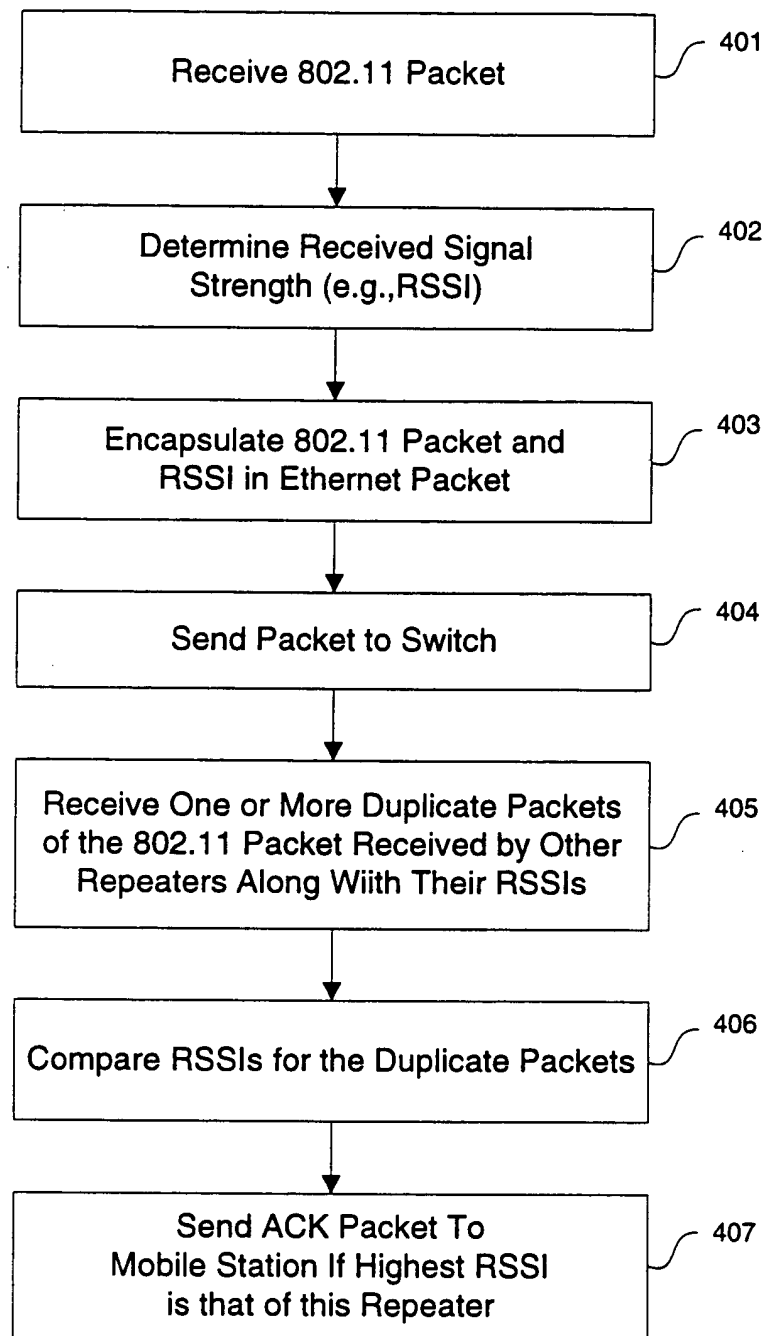 Receive 802.11 Packet
401
Determine Received Signal
Strength (e.g.,RSSI)
402
Encapsulate 802.11 Packet and
RSSI in Ethernet Packet
403
Send Packet to Switch
404
Receive One or More Duplicate Packets
of the 802.11 Packet Received by Other
Repeaters Along Wiith Their RSSIs
405
Compare RSSIs for the Duplicate Packets
406
Send ACK Packet To
Mobile Station If Highest RSSI
is that of this Repeater
407